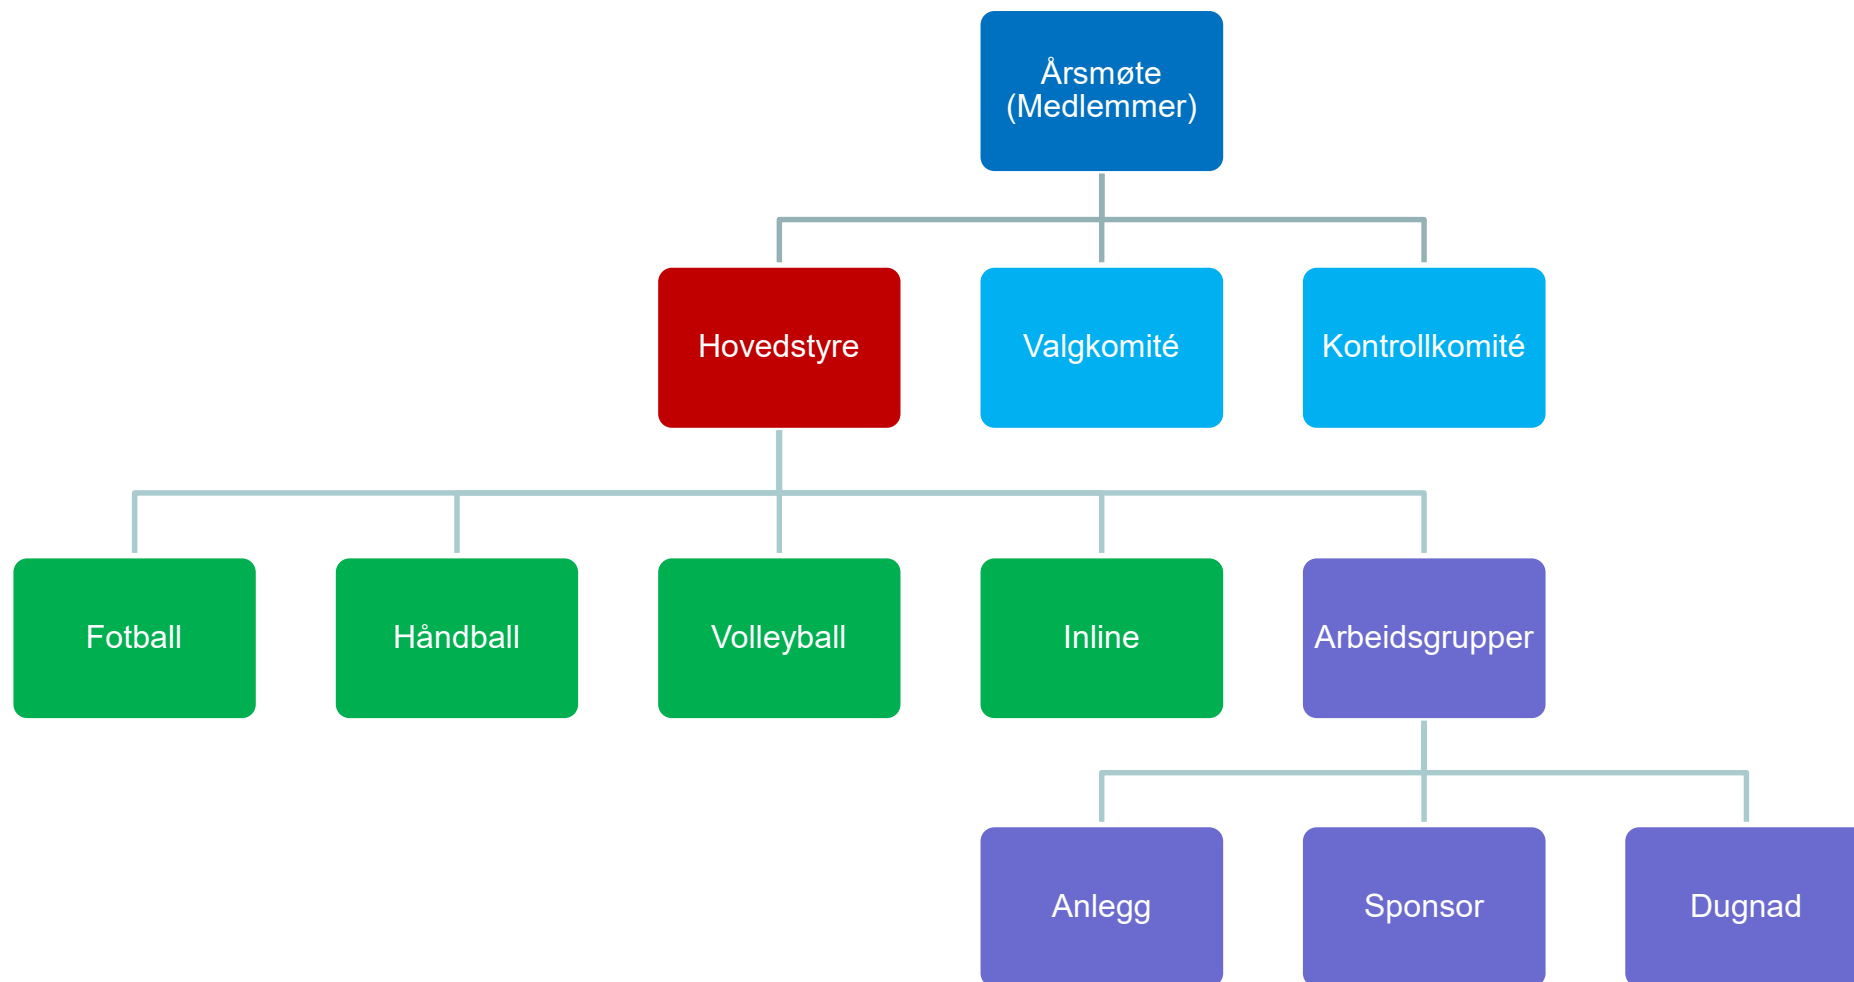 Årsmøte
(Medlemmer)
Hovedstyre
Valgkomité
Kontrollkomité
Fotball
Håndball
Volleyball
Inline
Arbeidsgrupper
Anlegg
Sponsor
Dugnad